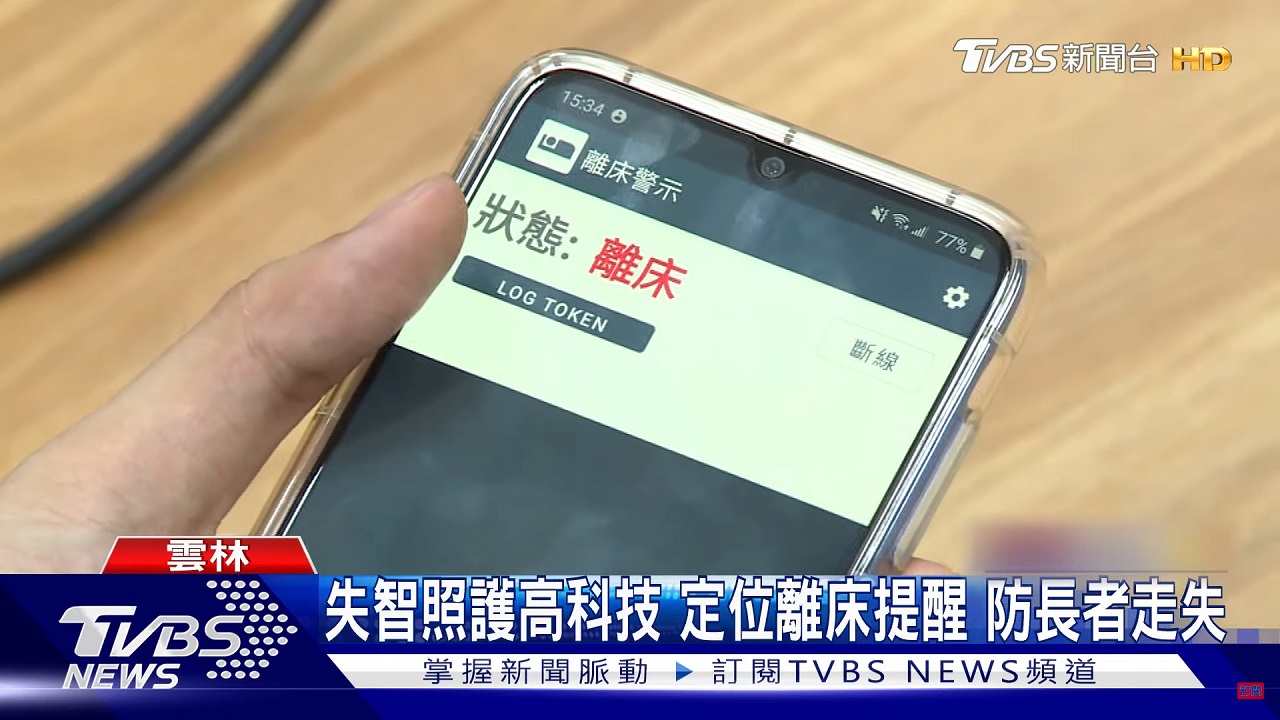 TVBS新聞台 HD
15:34
77%
離床警示
狀態: 離床
LOG TOKEN
斷線
雲林
失智照護高科技 定位離床提醒 防長者走失
TVBS NEWS
掌握新聞脈動 ▶ 訂閱TVBS NEWS頻道
訂閱